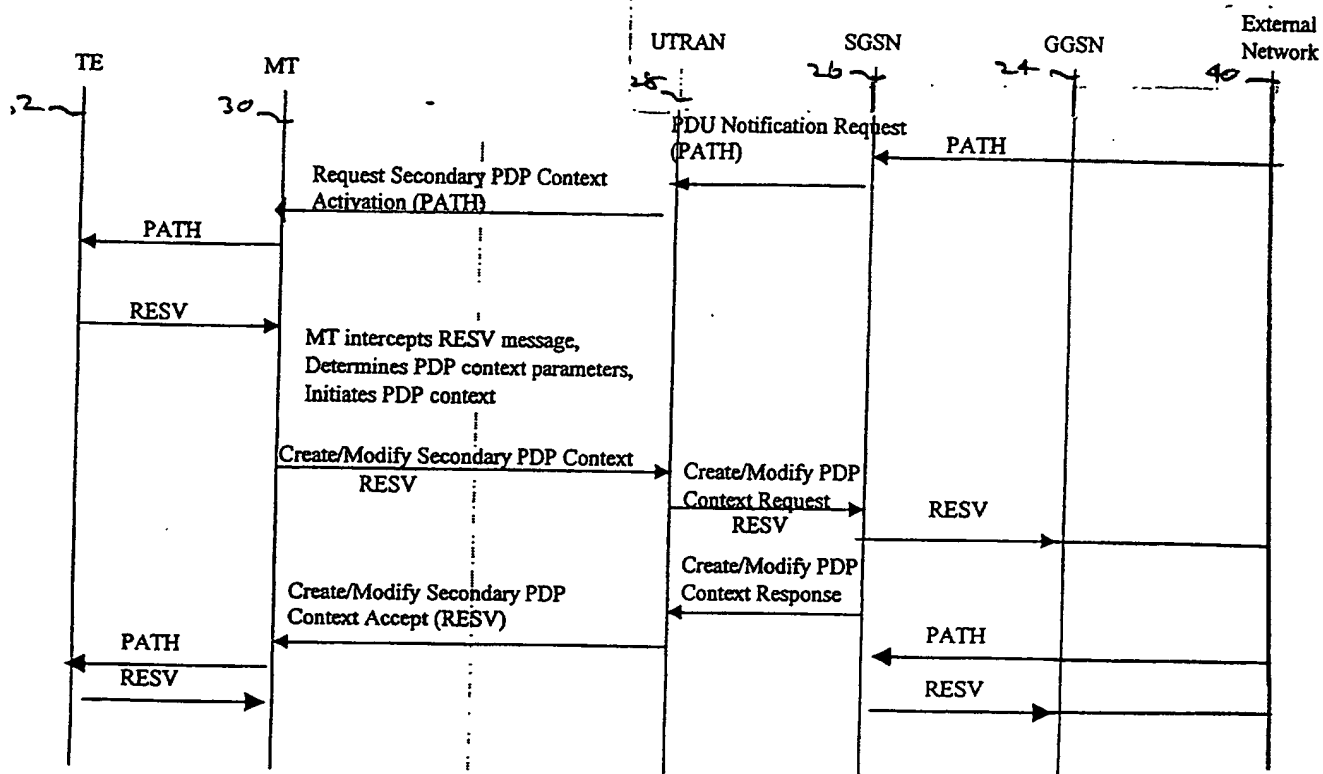 External
Network
UTRAN
SGSN
GGSN
TE
MT
26
24
40
30
PDU Notification Request
(PATH)
PATH
Request Secondary PDP Context
Activation (PATH)
PATH
RESV
MT intercepts RESV message,
Determines PDP context parameters,
Initiates PDP context
Create/Modify Secondary PDP Context
RESV
Create/Modify PDP
Context Request
RESV
RESV
Create/Modify PDP
Context Response
Create/Modify Secondary PDP
Context Accept (RESV)
PATH
PATH
RESV
RESV